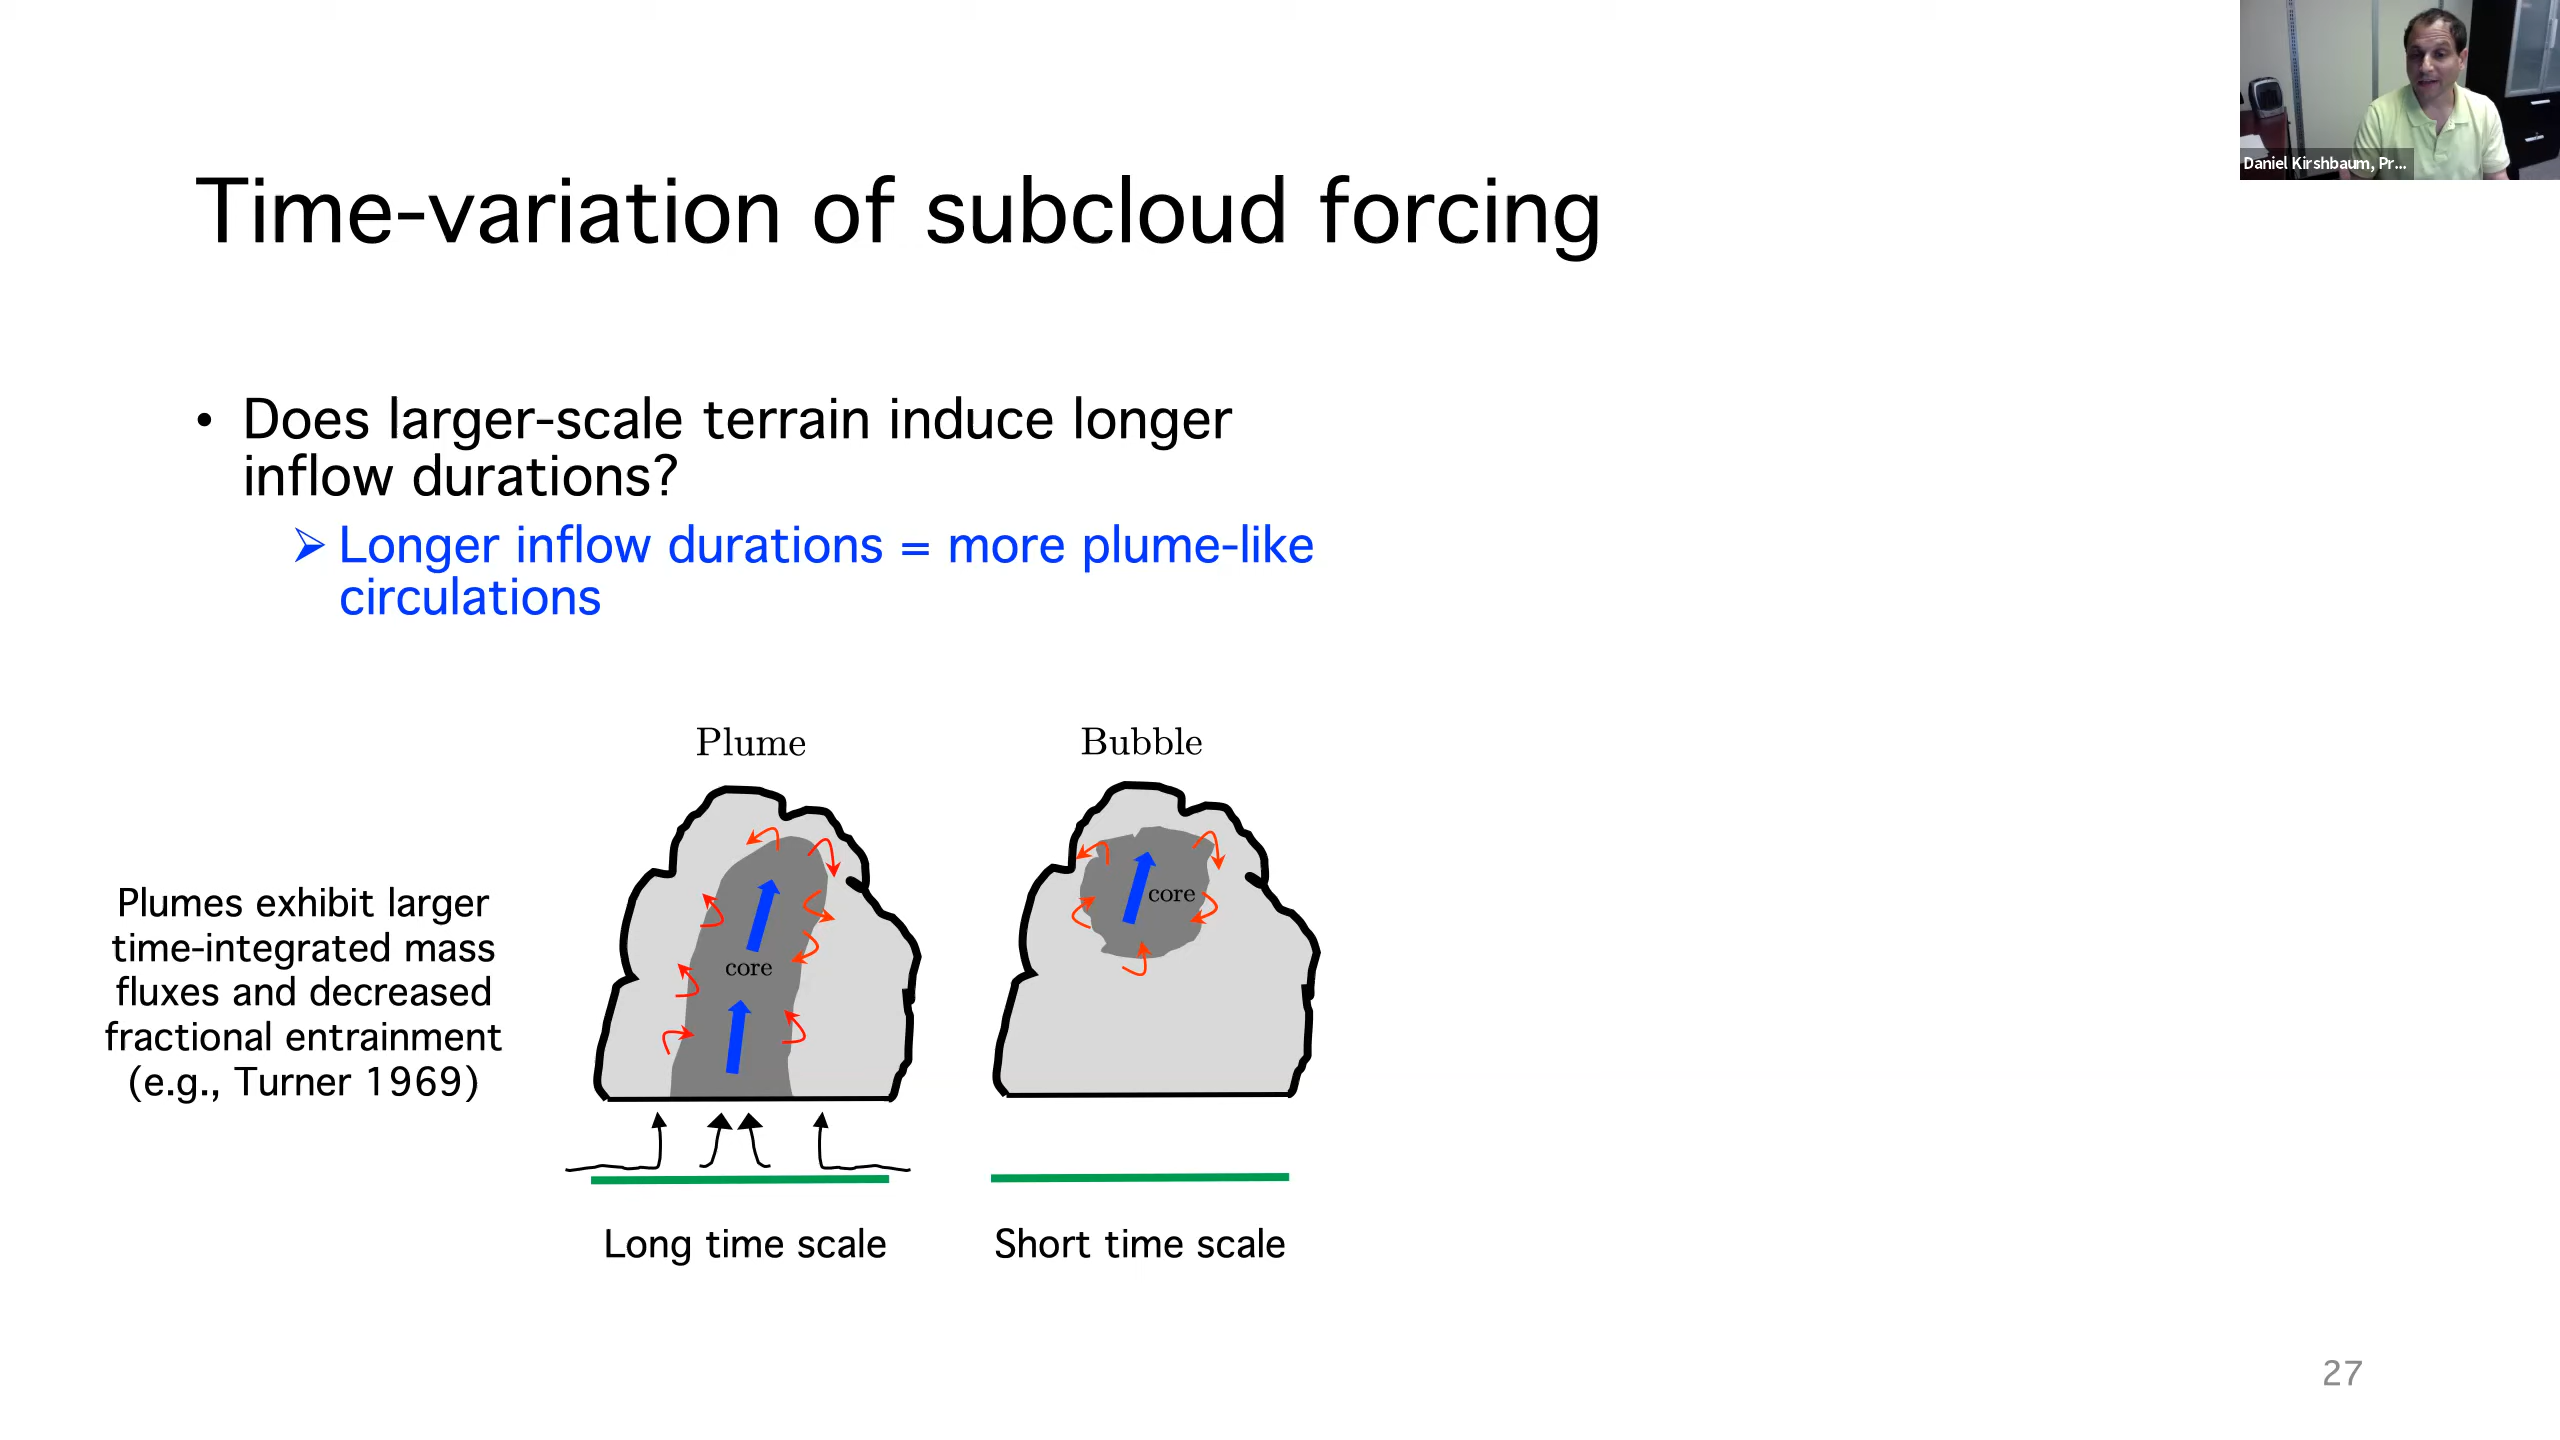 Daniel Kirshbaum, Pr...
Time-variation of subcloud forcing
• Does larger-scale terrain induce longer
inflow durations?
➢ Longer inflow durations = more plume-like
circulations
Plumes exhibit larger
time-integrated mass
fluxes and decreased
fractional entrainment
(e.g., Turner 1969)
Plume
core
Long time scale
Bubble
core
Short time scale
27